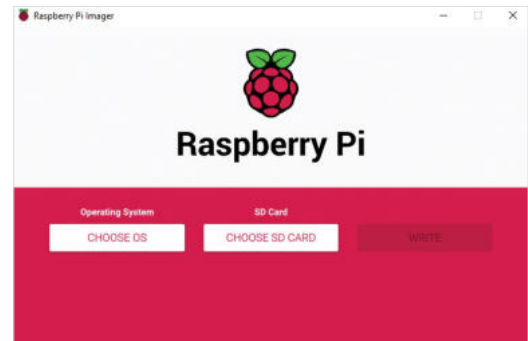 Raspberry Pi Imager
Raspberry Pi
Operating System
SD Card
CHOOSE OS
CHOOSE SD CARD
WRITE